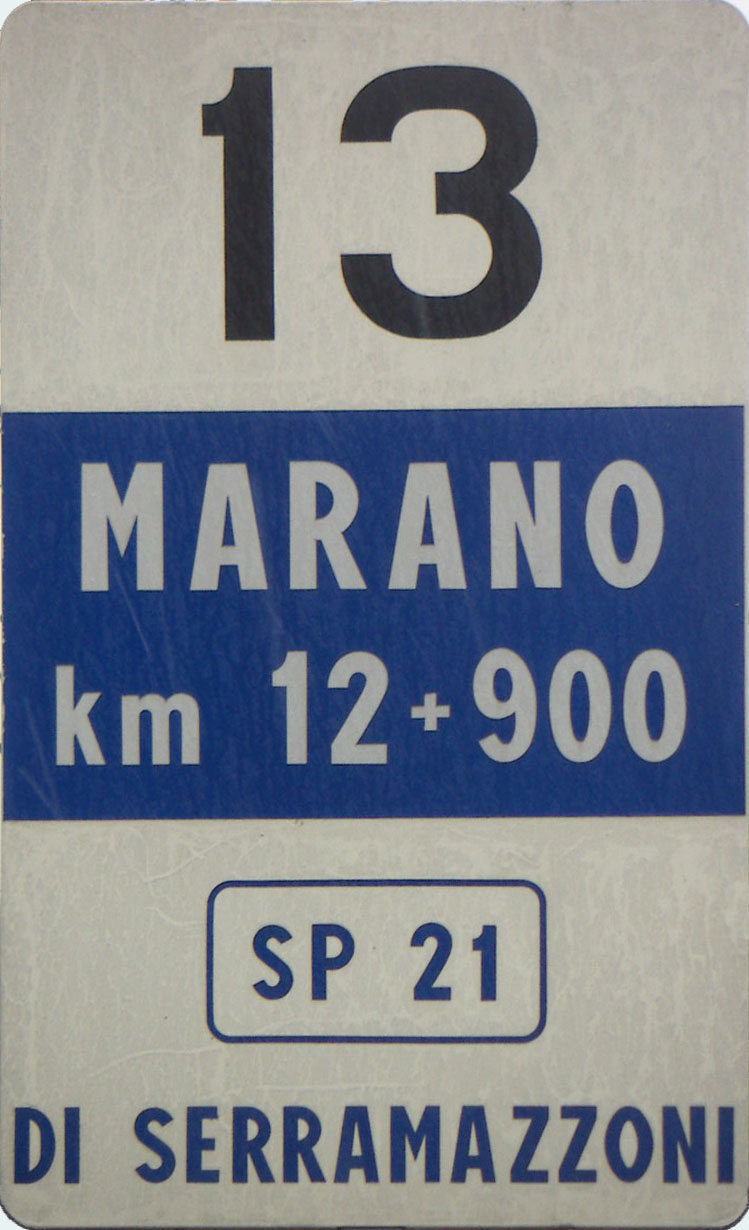 13
MARANO
km 12+900
SP 21
DI SERRAMAZZONI